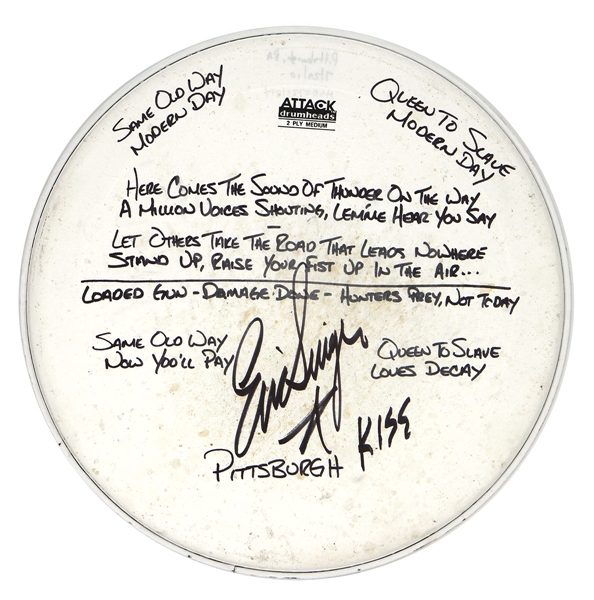 SAME OLD WAY
MODERN DAY
ATTACK
drumheads
2 PLY MEDIUM
QUEEN TO SLAVE
MODERN DAY
HERE COMES THE SOUND OF THUNDER ON THE WAY
A MILLION VOICES SHOUTING, LEMME HEAR YOU SAY
LET OTHERS TAKE THE ROAD THAT LEADS NOWHERE
STAND UP, RAISE YOUR FIST UP IN THE AIR...
LOADED GUN - DAMAGE DONE - HUNTERS PREY, NOT TODAY
SAME OLD WAY
NOW YOU'LL PAY
QUEEN TO SLAVE
LOVES DECAY
Eric Singer
KISS
PITTSBURGH